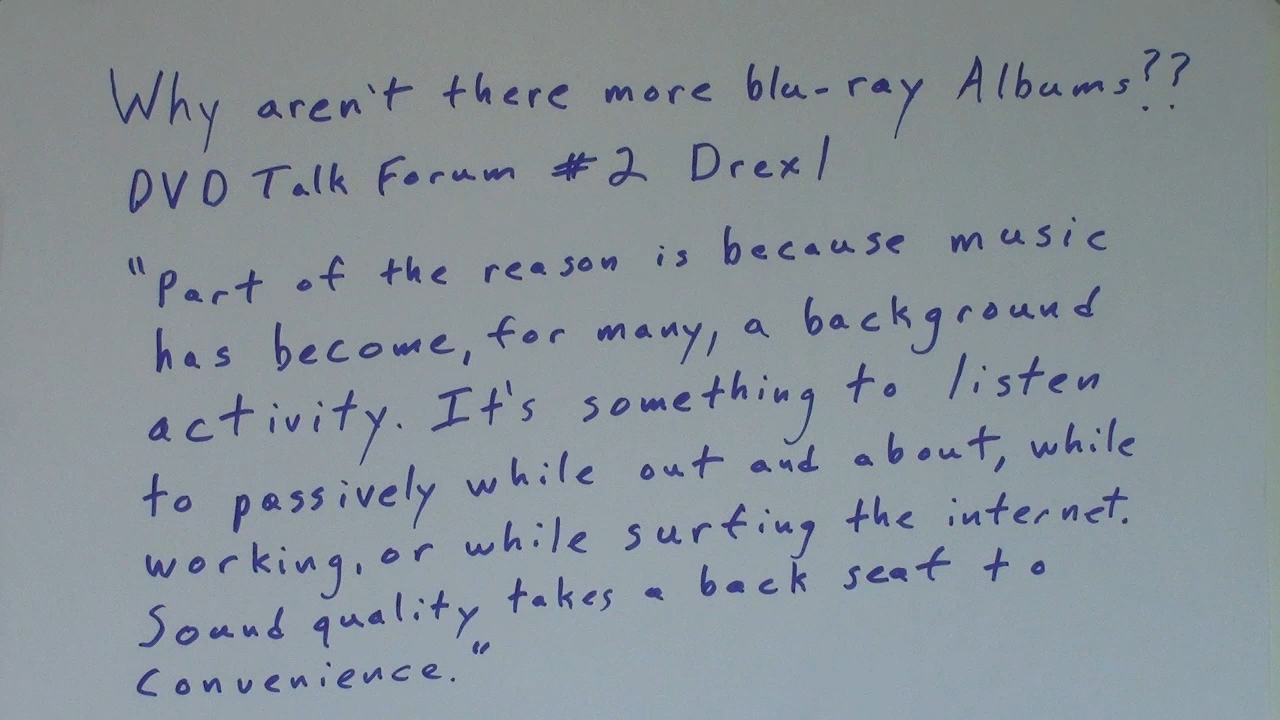 Why aren't there more blu-ray Albums??
DVD Talk Forum #2 Drexl
"Part of the reason is because music
has become, for many, a background
activity. It's something to listen
to passively while out and about, while
working, or while surfing the internet.
Sound quality takes a back seat to
convenience."